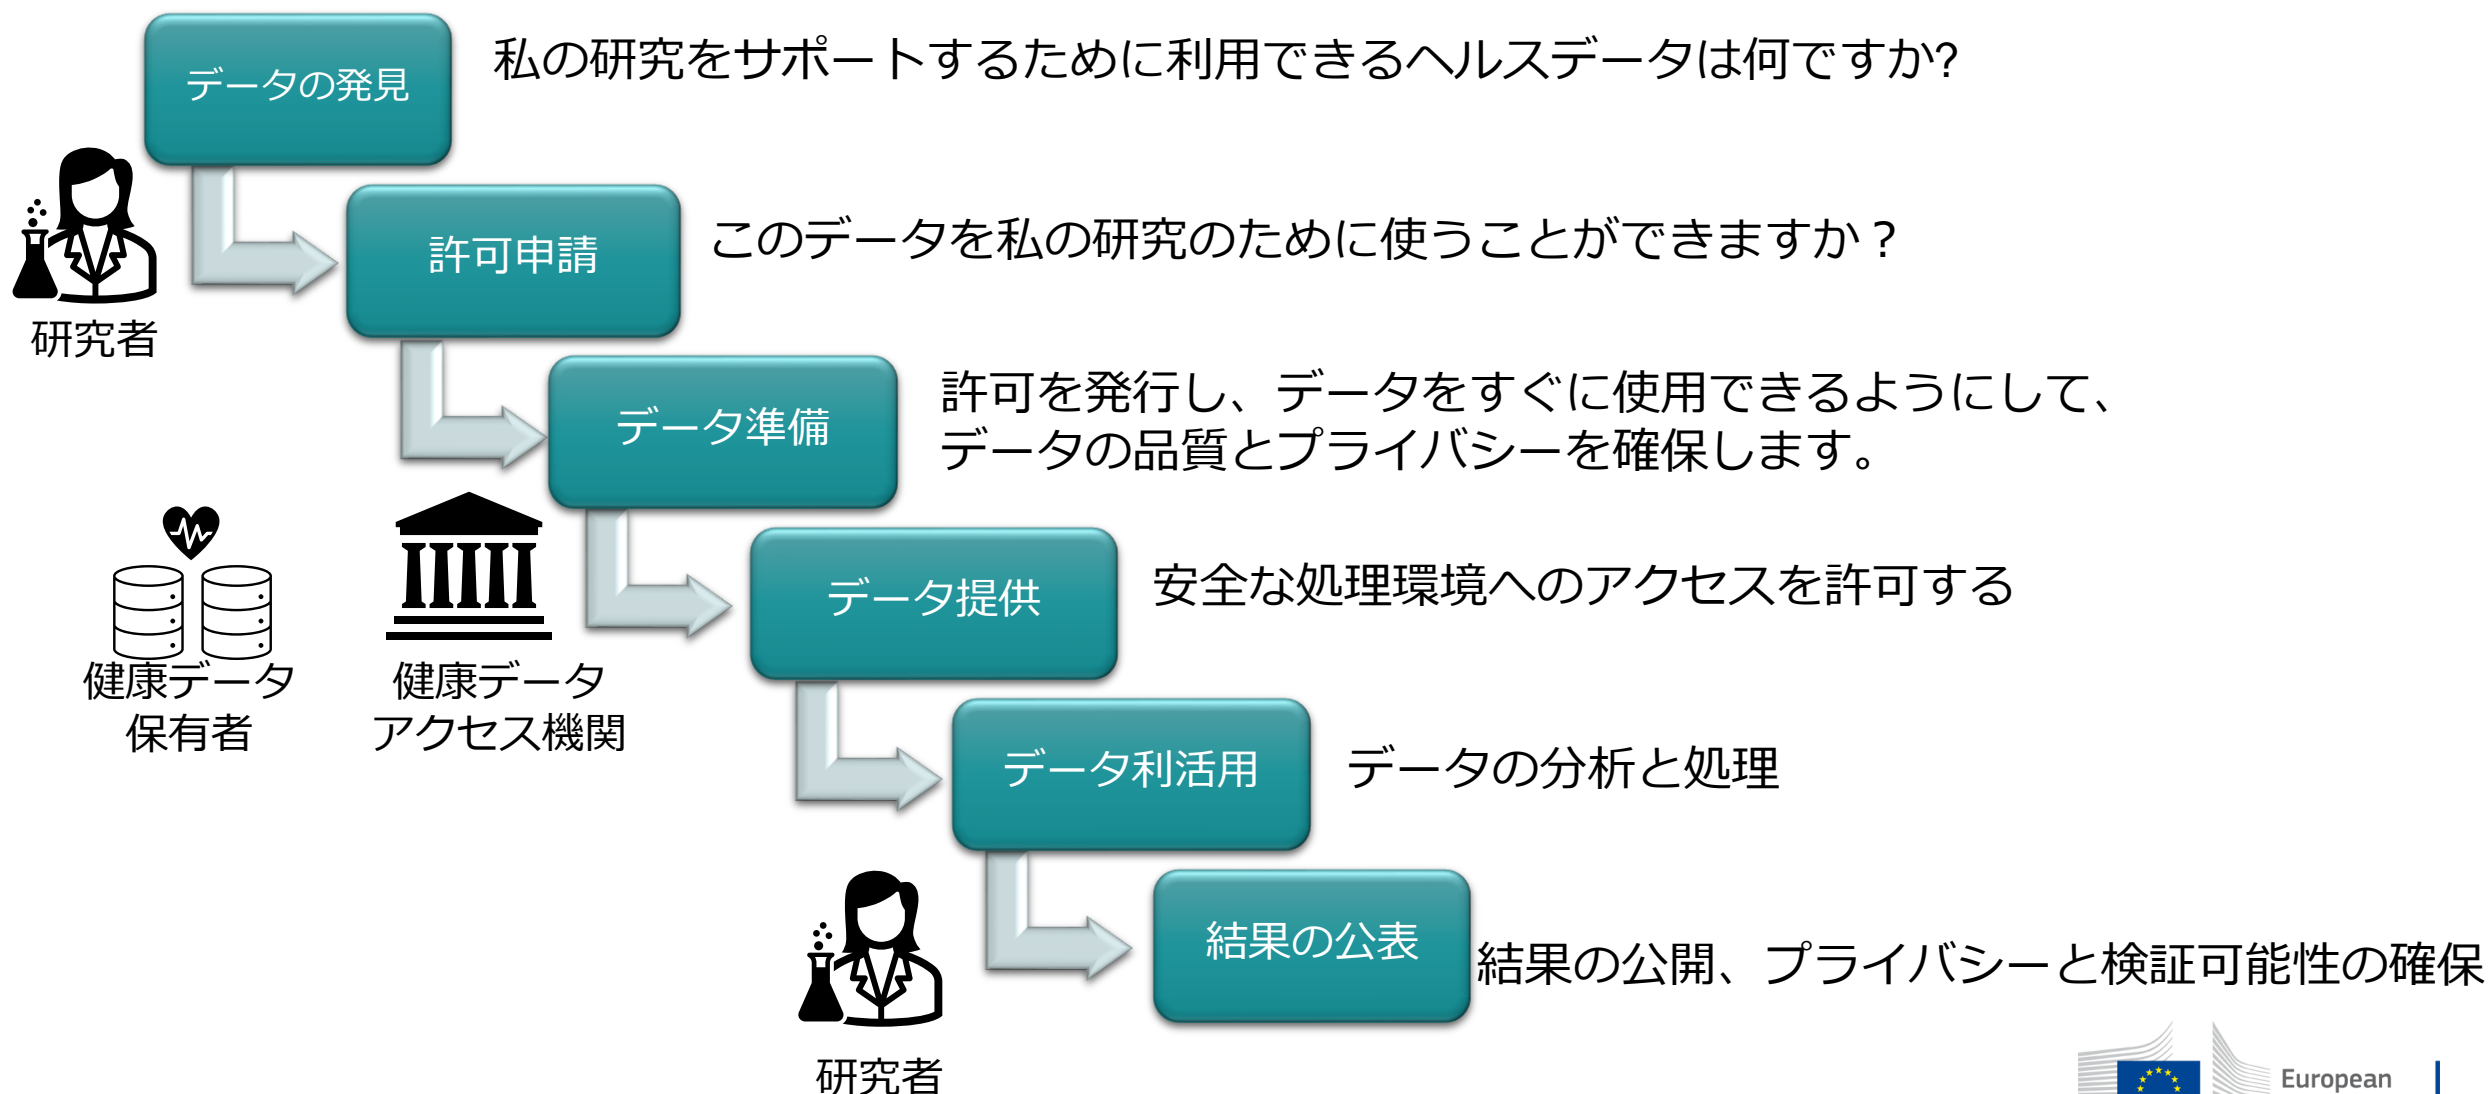 データの発見
私の研究をサポートするために利用できるヘルスデータは何ですか?
研究者
許可申請
このデータを私の研究のために使うことができますか？
データ準備
許可を発行し、データをすぐに使用できるようにして、
データの品質とプライバシーを確保します。
健康データ
保有者
健康データ
アクセス機関
データ提供
安全な処理環境へのアクセスを許可する
データ利活用
データの分析と処理
研究者
結果の公表
結果の公開、プライバシーと検証可能性の確保
European